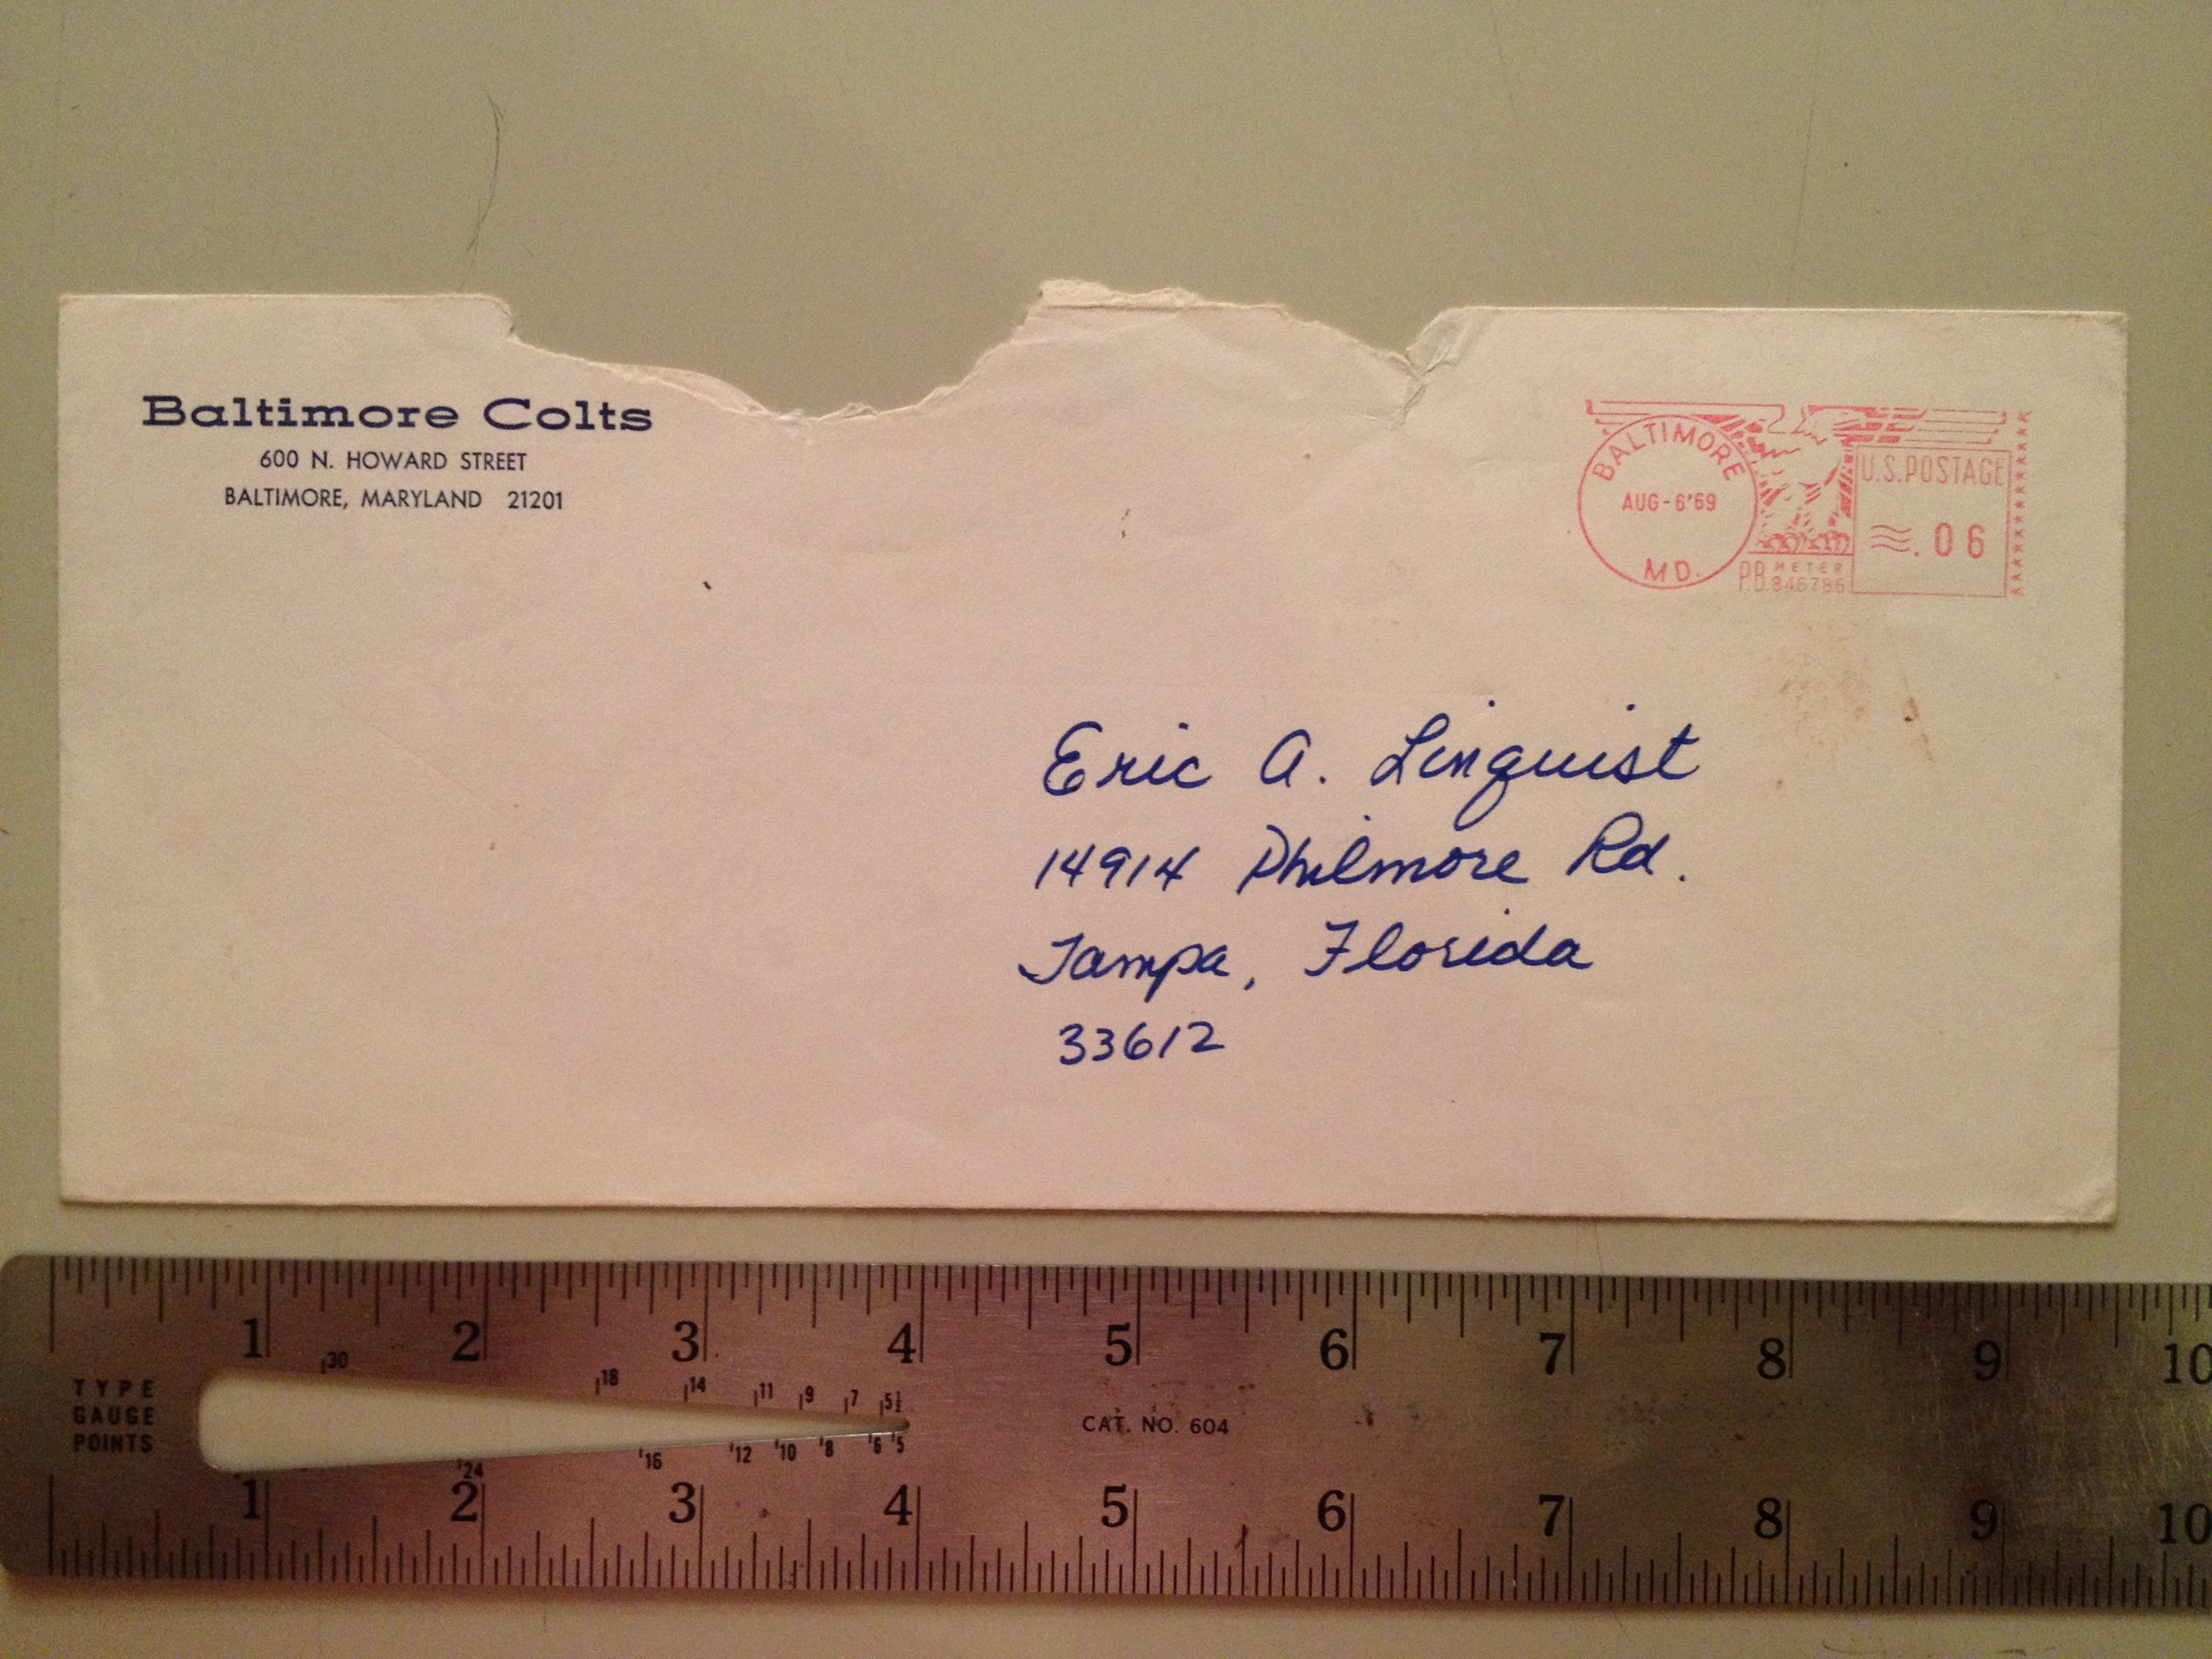 Baltimore Colts
600 N. HOWARD STREET
BALTIMORE, MARYLAND 21201
BALTIMORE
AUG-6'69
MD.
P.B. METER
846786
U.S.POSTAGE
.06
Eric A. Linquist
14914 Philmore Rd.
Tampa, Florida
33612
1 2 3 4 5 6 7 8 9 10
30 18 14 11 9 7 5½
TYPE
GAUGE
POINTS
CAT. NO. 604
24 16 12 10 8 6 5
1 2 3 4 5 6 7 8 9 10